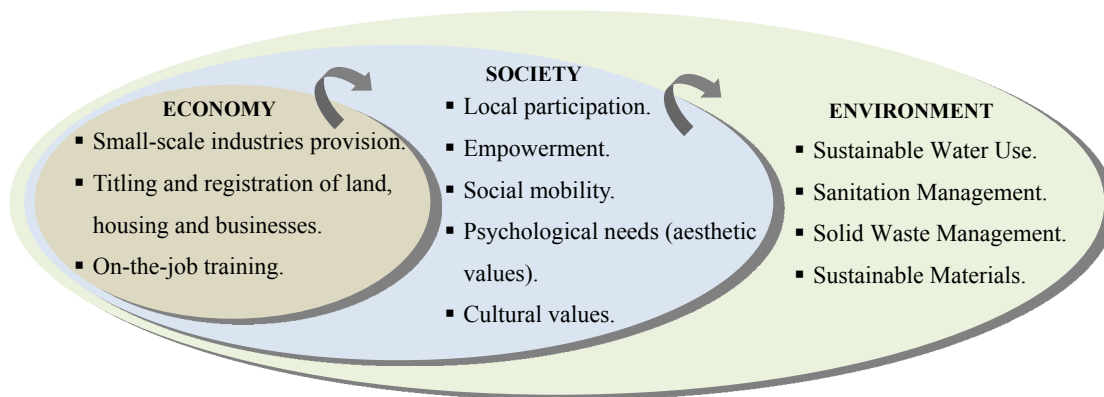 ECONOMY
▪ Small-scale industries provision.
▪ Titling and registration of land,
housing and businesses.
▪ On-the-job training.
SOCIETY
▪ Local participation.
▪ Empowerment.
▪ Social mobility.
▪ Psychological needs (aesthetic
values).
▪ Cultural values.
ENVIRONMENT
▪ Sustainable Water Use.
▪ Sanitation Management.
▪ Solid Waste Management.
▪ Sustainable Materials.